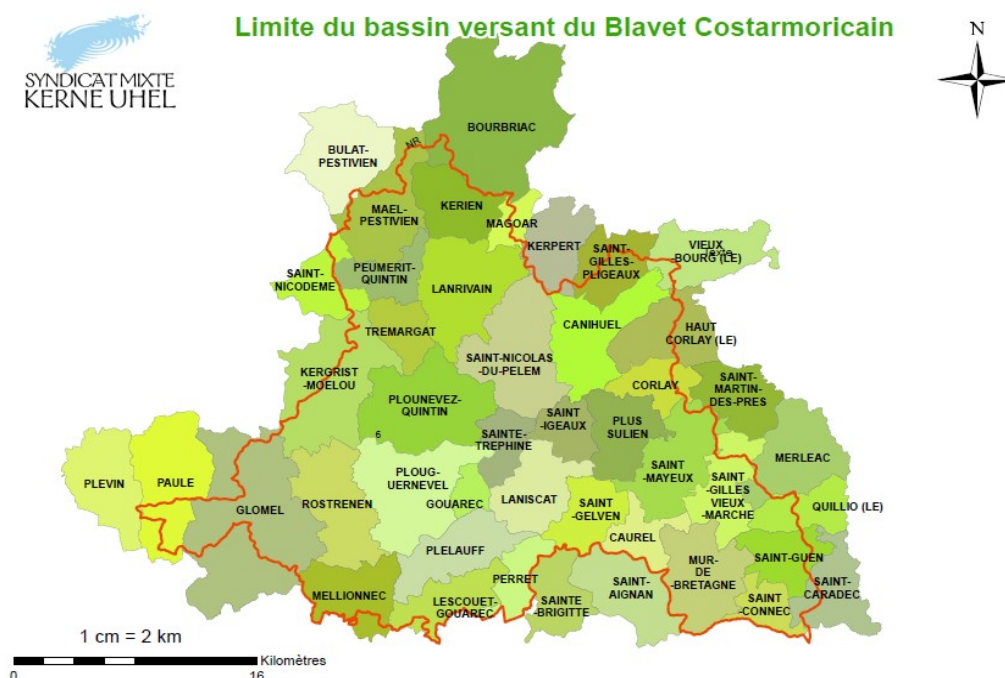 Limite du bassin versant du Blavet Costarmoricain
SYNDICAT MIXTE
KERNE UHEL
N
BOURBRIAC
NR
BULAT-
PESTIVIEN
KERIEN
MAEL-
PESTIVIEN
MAGOAR
KERPERT
SAINT-
GILLES-
PLIGEAUX
VIEUX
BOURG (LE)
Texte
PEUMERIT-
QUINTIN
SAINT-
NICODEME
LANRIVAIN
TREMARGAT
CANIHUEL
HAUT
CORLAY (LE)
SAINT-NICOLAS
-DU-PELEM
KERGRIST
-MOELOU
CORLAY
SAINT-
MARTIN-
DES-PRES
PLOUNEVEZ-
QUINTIN
6
SAINT
-IGEAUX
PLUS
SULIEN
SAINTE-
TREPHINE
MERLEAC
PLEVIN
PAULE
PLOUG-
UERNEVEL
SAINT
-MAYEUX
SAINT
-GILLES
VIEUX
-MARCHE
GLOMEL
ROSTRENEN
GOUAREC
LANISCAT
SAINT
-GELVEN
QUILLIO (LE)
CAUREL
PLELAUFF
SAINT-GUEN
MUR-
DE
-BRETAGNE
PERRET
SAINT-
AIGNAN
SAINT-
CARADEC
MELLIONNEC
LESCOUET-
GOUAREC
SAINTE
-BRIGITTE
SAINT
-CONNEC
1 cm = 2 km
Kilomètres
0 16